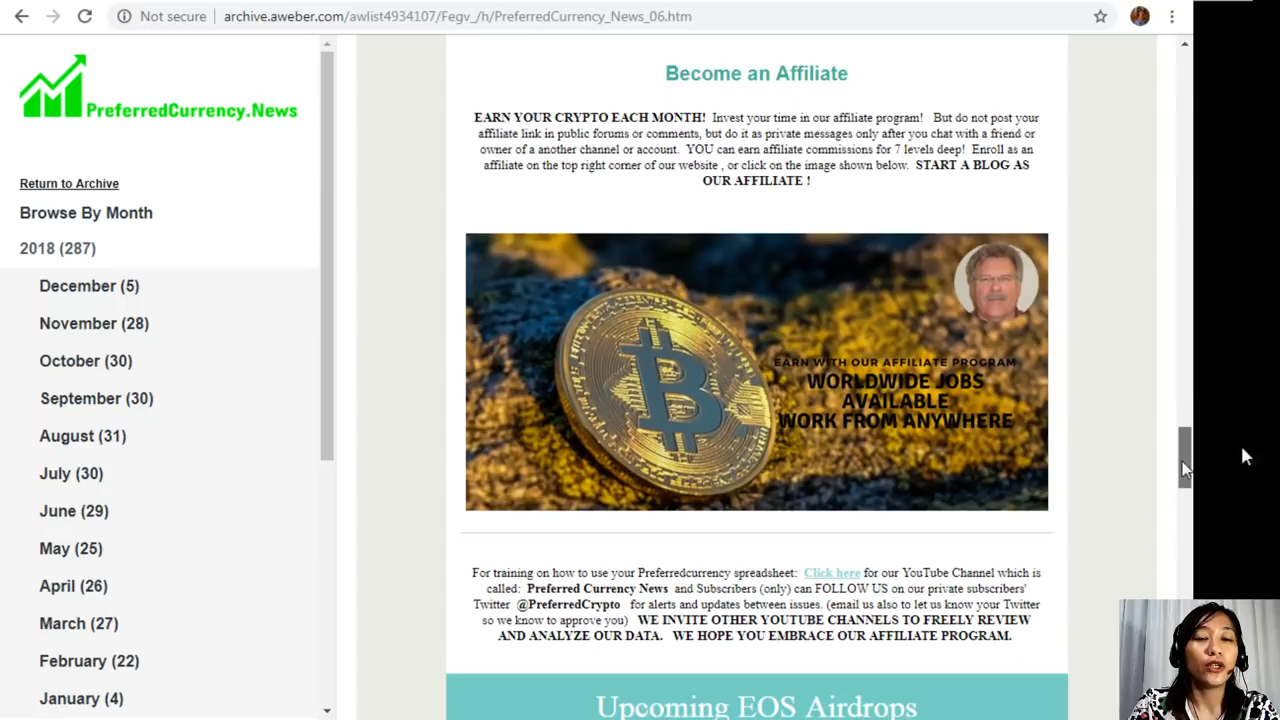 Not secure
archive.aweber.com/awlist4934107/Fegv_/h/PreferredCurrency_News_06.htm
PreferredCurrency.News
Return to Archive
Browse By Month
2018 (287)
December (5)
November (28)
October (30)
September (30)
August (31)
July (30)
June (29)
May (25)
April (26)
March (27)
February (22)
January (4)
Become an Affiliate
EARN YOUR CRYPTO EACH MONTH! Invest your time in our affiliate program! But do not post your
affiliate link in public forums or comments, but do it as private messages only after you chat with a friend or
owner of a another channel or account. YOU can earn affiliate commissions for 7 levels deep! Enroll as an
affiliate on the top right corner of our website , or click on the image shown below. START A BLOG AS
OUR AFFILIATE !
EARN WITH OUR AFFILIATE PROGRAM
WORLDWIDE JOBS
AVAILABLE
WORK FROM ANYWHERE
For training on how to use your Preferredcurrency spreadsheet: Click here for our YouTube Channel which is
called: Preferred Currency News and Subscribers (only) can FOLLOW US on our private subscribers'
Twitter @PreferredCrypto for alerts and updates between issues. (email us also to let us know your Twitter
so we know to approve you) WE INVITE OTHER YOUTUBE CHANNELS TO FREELY REVIEW
AND ANALYZE OUR DATA. WE HOPE YOU EMBRACE OUR AFFILIATE PROGRAM.
Upcoming EOS Airdrops